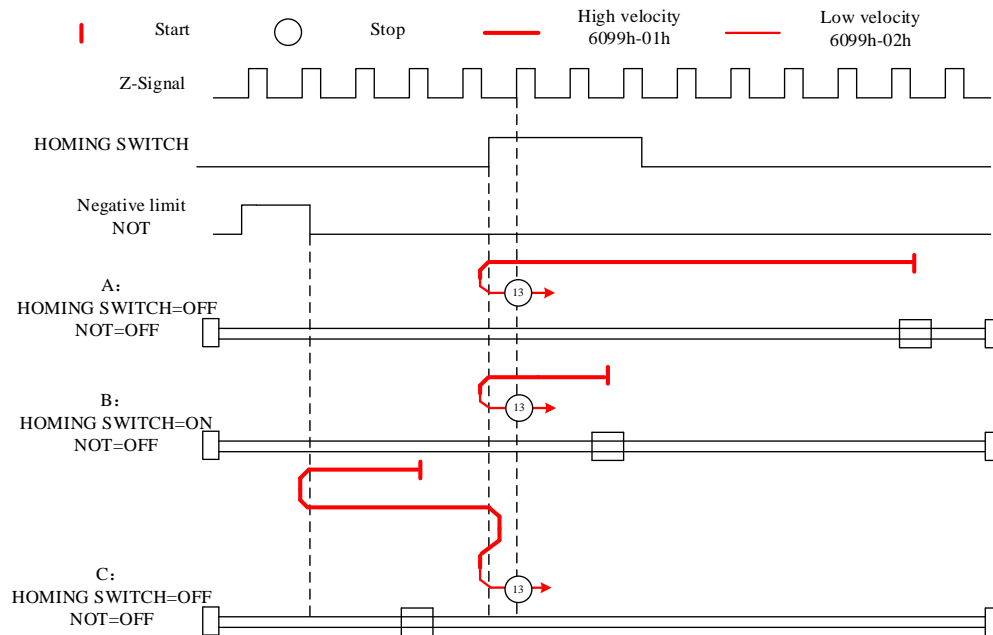 Start
Stop
High velocity
6099h-01h
Low velocity
6099h-02h
Z-Signal
HOMING SWITCH
Negative limit
NOT
A：
HOMING SWITCH=OFF
NOT=OFF
13
B：
HOMING SWITCH=ON
NOT=OFF
13
C：
HOMING SWITCH=OFF
NOT=OFF
13